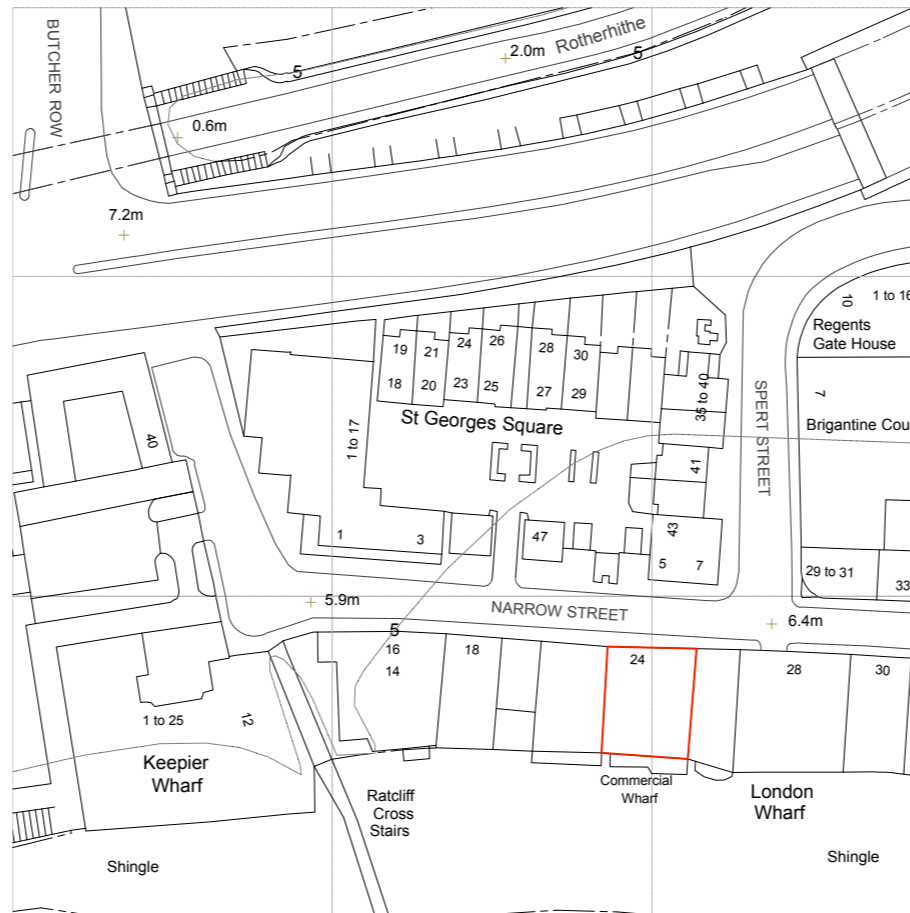 BUTCHER ROW
Rotherhithe
2.0m
5
5
0.6m
7.2m
10
1 to 16
Regents
Gate House
19
21
24
26
28
30
18
20
23
25
27
29
35 to 40
SPERT STREET
7
Brigantine Cou
St Georges Square
40
1 to 17
41
1
3
47
43
5
7
29 to 31
33
5.9m
NARROW STREET
6.4m
5
16
14
18
24
28
30
1 to 25
12
Keepier
Wharf
Ratcliff
Cross
Stairs
Commercial
Wharf
London
Wharf
Shingle
Shingle